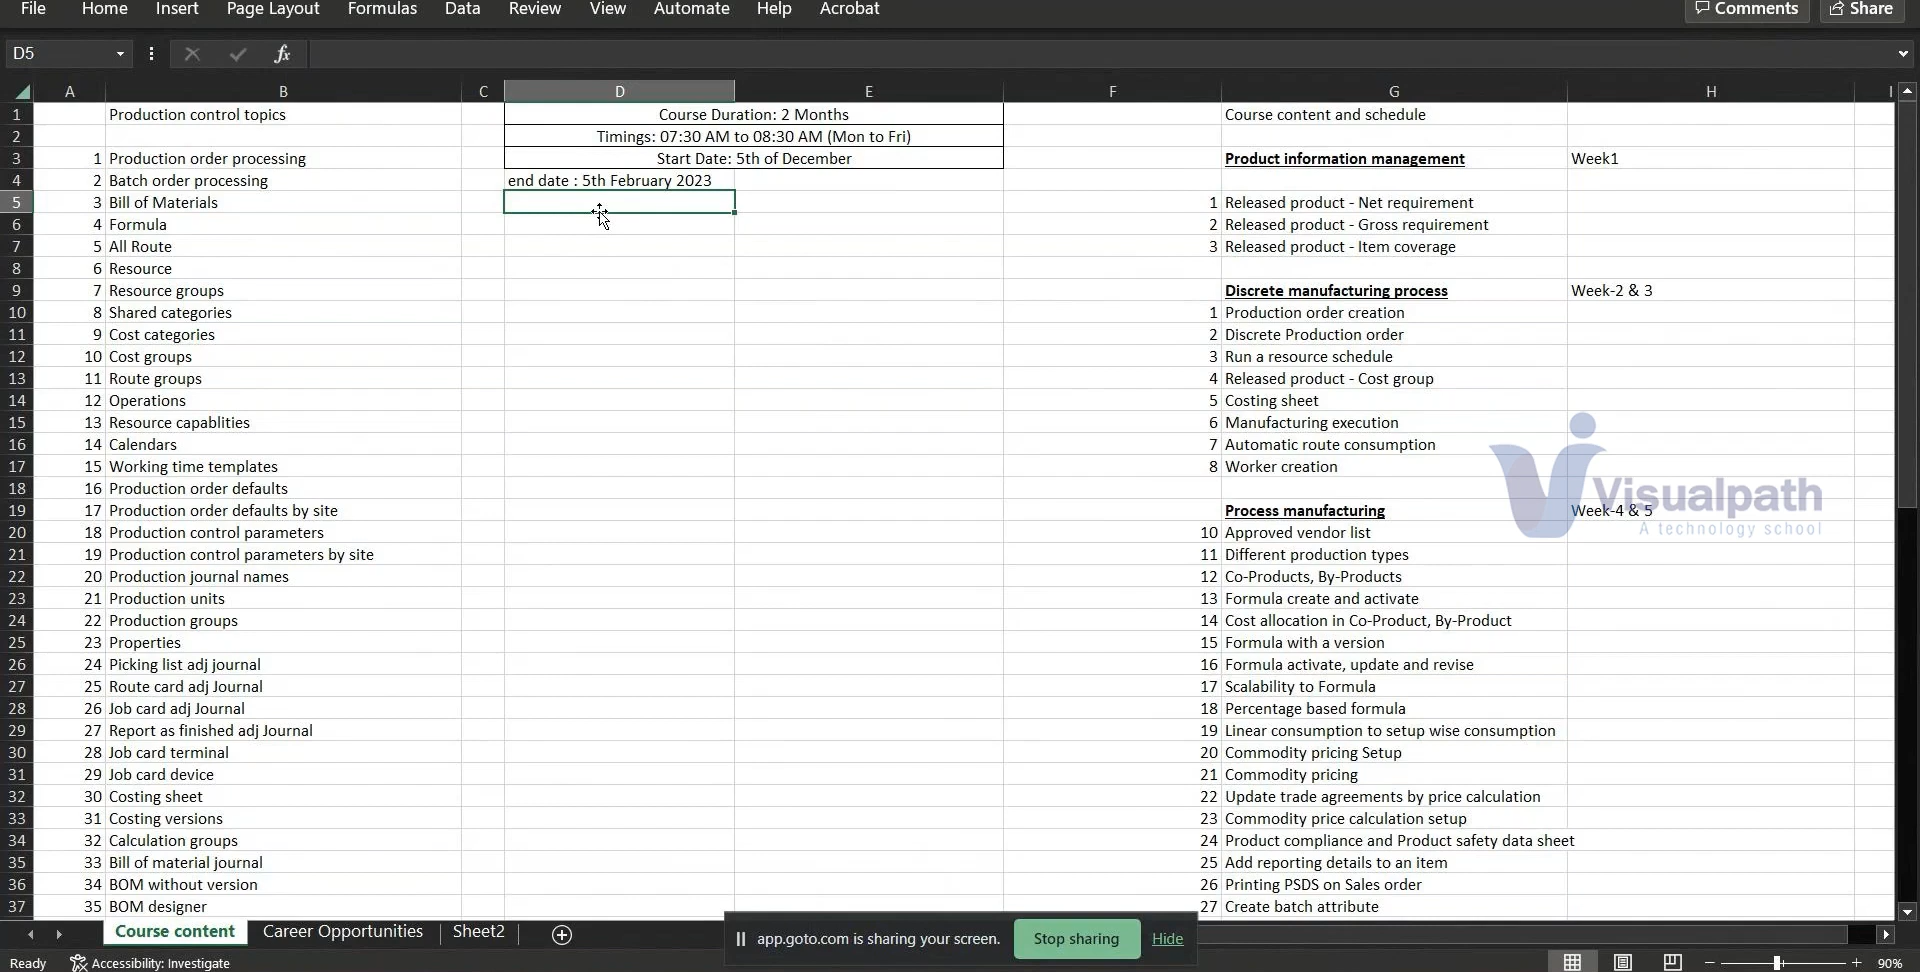 File Home Insert Page Layout Formulas Data Review View Automate Help Acrobat Comments Share
D5 fx
A B C D E F G H I
1 Production control topics Course Duration: 2 Months Course content and schedule
2 Timings: 07:30 AM to 08:30 AM (Mon to Fri)
3 1 Production order processing Start Date: 5th of December Product information management Week1
4 2 Batch order processing end date : 5th February 2023
5 3 Bill of Materials 1 Released product - Net requirement
6 4 Formula 2 Released product - Gross requirement
7 5 All Route 3 Released product - Item coverage
8 6 Resource
9 7 Resource groups Discrete manufacturing process Week-2 & 3
10 8 Shared categories 1 Production order creation
11 9 Cost categories 2 Discrete Production order
12 10 Cost groups 3 Run a resource schedule
13 11 Route groups 4 Released product - Cost group
14 12 Operations 5 Costing sheet
15 13 Resource capablities 6 Manufacturing execution
16 14 Calendars 7 Automatic route consumption
17 15 Working time templates 8 Worker creation
18 16 Production order defaults
Visualpath
19 17 Production order defaults by site Process manufacturing Week-4 & 5
A technology school
20 18 Production control parameters 10 Approved vendor list
21 19 Production control parameters by site 11 Different production types
22 20 Production journal names 12 Co-Products, By-Products
23 21 Production units 13 Formula create and activate
24 22 Production groups 14 Cost allocation in Co-Product, By-Product
25 23 Properties 15 Formula with a version
26 24 Picking list adj journal 16 Formula activate, update and revise
27 25 Route card adj Journal 17 Scalability to Formula
28 26 Job card adj Journal 18 Percentage based formula
29 27 Report as finished adj Journal 19 Linear consumption to setup wise consumption
30 28 Job card terminal 20 Commodity pricing Setup
31 29 Job card device 21 Commodity pricing
32 30 Costing sheet 22 Update trade agreements by price calculation
33 31 Costing versions 23 Commodity price calculation setup
34 32 Calculation groups 24 Product compliance and Product safety data sheet
35 33 Bill of material journal 25 Add reporting details to an item
36 34 BOM without version 26 Printing PSDS on Sales order
37 35 BOM designer 27 Create batch attribute
Course content Career Opportunities Sheet2
app.goto.com is sharing your screen. Stop sharing Hide
Ready Accessibility: Investigate 90%